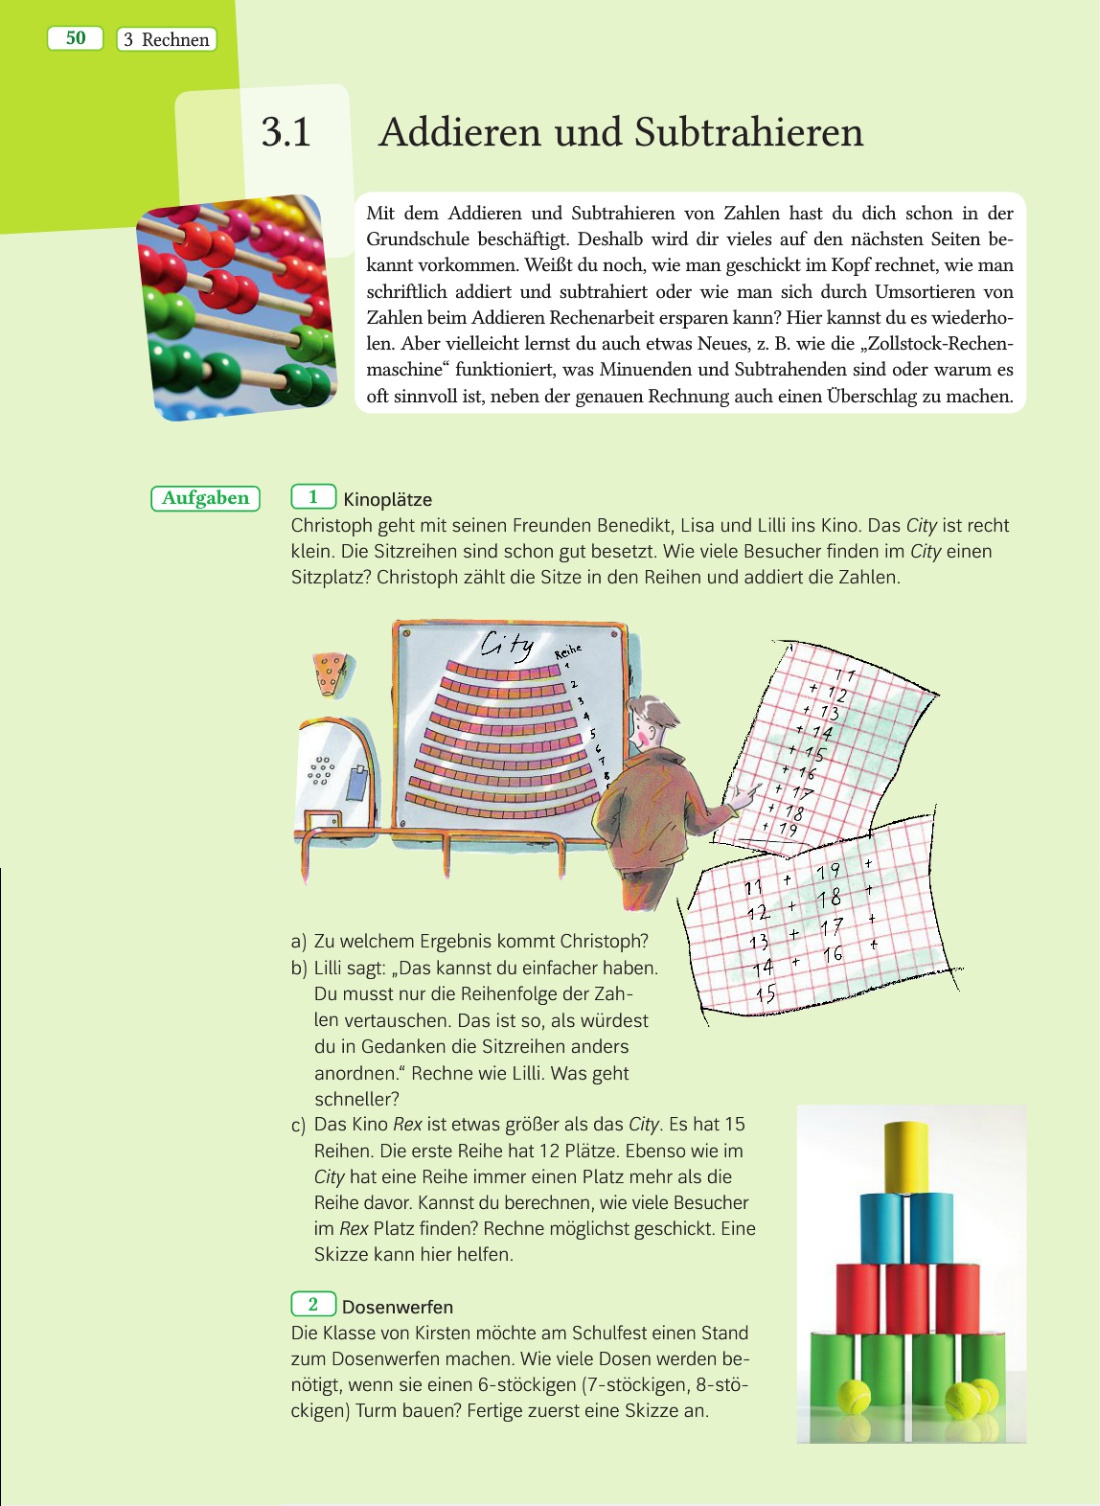 50
3 Rechnen
3.1 Addieren und Subtrahieren
Mit dem Addieren und Subtrahieren von Zahlen hast du dich schon in der
Grundschule beschäftigt. Deshalb wird dir vieles auf den nächsten Seiten be-
kannt vorkommen. Weißt du noch, wie man geschickt im Kopf rechnet, wie man
schriftlich addiert und subtrahiert oder wie man sich durch Umsortieren von
Zahlen beim Addieren Rechenarbeit ersparen kann? Hier kannst du es wiederho-
len. Aber vielleicht lernst du auch etwas Neues, z. B. wie die „Zollstock-Rechen-
maschine“ funktioniert, was Minuenden und Subtrahenden sind oder warum es
oft sinnvoll ist, neben der genauen Rechnung auch einen Überschlag zu machen.
Aufgaben
1 Kinoplätze
Christoph geht mit seinen Freunden Benedikt, Lisa und Lilli ins Kino. Das City ist recht
klein. Die Sitzreihen sind schon gut besetzt. Wie viele Besucher finden im City einen
Sitzplatz? Christoph zählt die Sitze in den Reihen und addiert die Zahlen.
City
Reihe
1
2
3
4
5
6
7
8
11
+ 12
+ 13
+ 14
+ 15
+ 16
+ 17
+ 18
+ 19
11 + 19 +
12 + 18 +
13 + 17 +
14 + 16 +
15
a) Zu welchem Ergebnis kommt Christoph?
b) Lilli sagt: „Das kannst du einfacher haben.
Du musst nur die Reihenfolge der Zah-
len vertauschen. Das ist so, als würdest
du in Gedanken die Sitzreihen anders
anordnen.“ Rechne wie Lilli. Was geht
schneller?
c) Das Kino Rex ist etwas größer als das City. Es hat 15
Reihen. Die erste Reihe hat 12 Plätze. Ebenso wie im
City hat eine Reihe immer einen Platz mehr als die
Reihe davor. Kannst du berechnen, wie viele Besucher
im Rex Platz finden? Rechne möglichst geschickt. Eine
Skizze kann hier helfen.
2 Dosenwerfen
Die Klasse von Kirsten möchte am Schulfest einen Stand
zum Dosenwerfen machen. Wie viele Dosen werden be-
nötigt, wenn sie einen 6-stöckigen (7-stöckigen, 8-stö-
ckigen) Turm bauen? Fertige zuerst eine Skizze an.